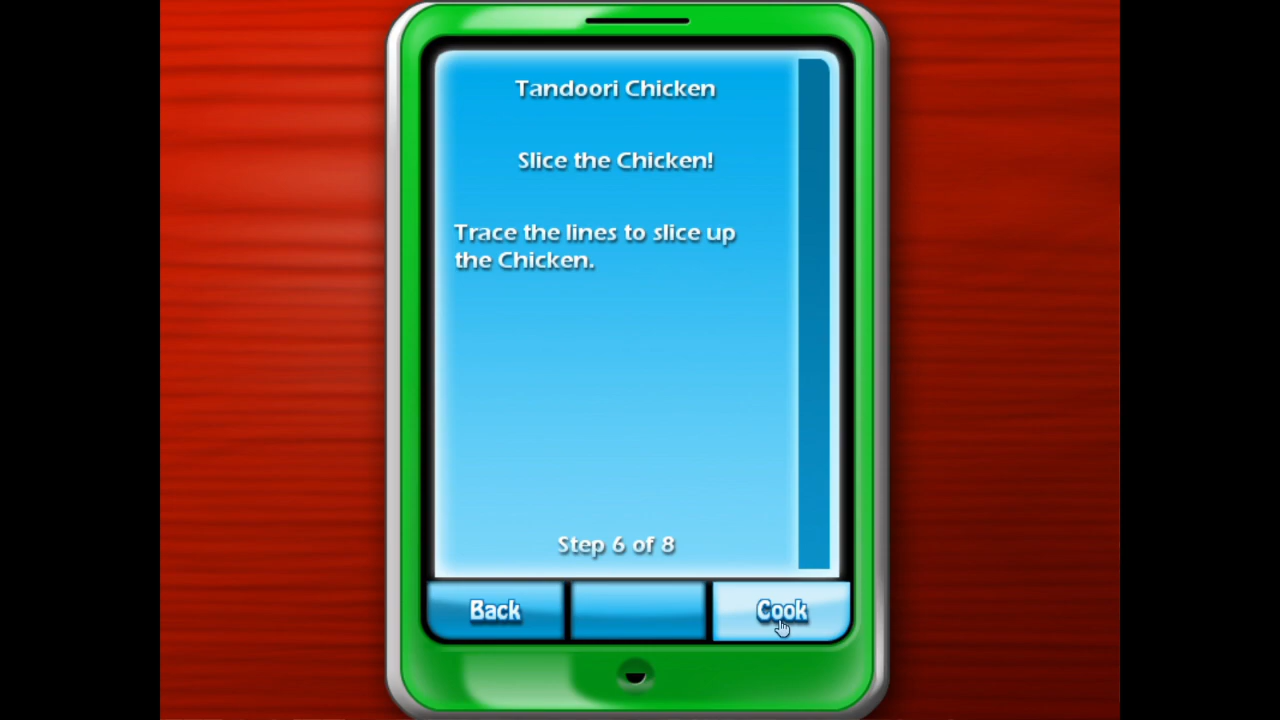 Tandoori Chicken
Slice the Chicken!
Trace the lines to slice up
the Chicken.
Step 6 of 8
Back
Cook